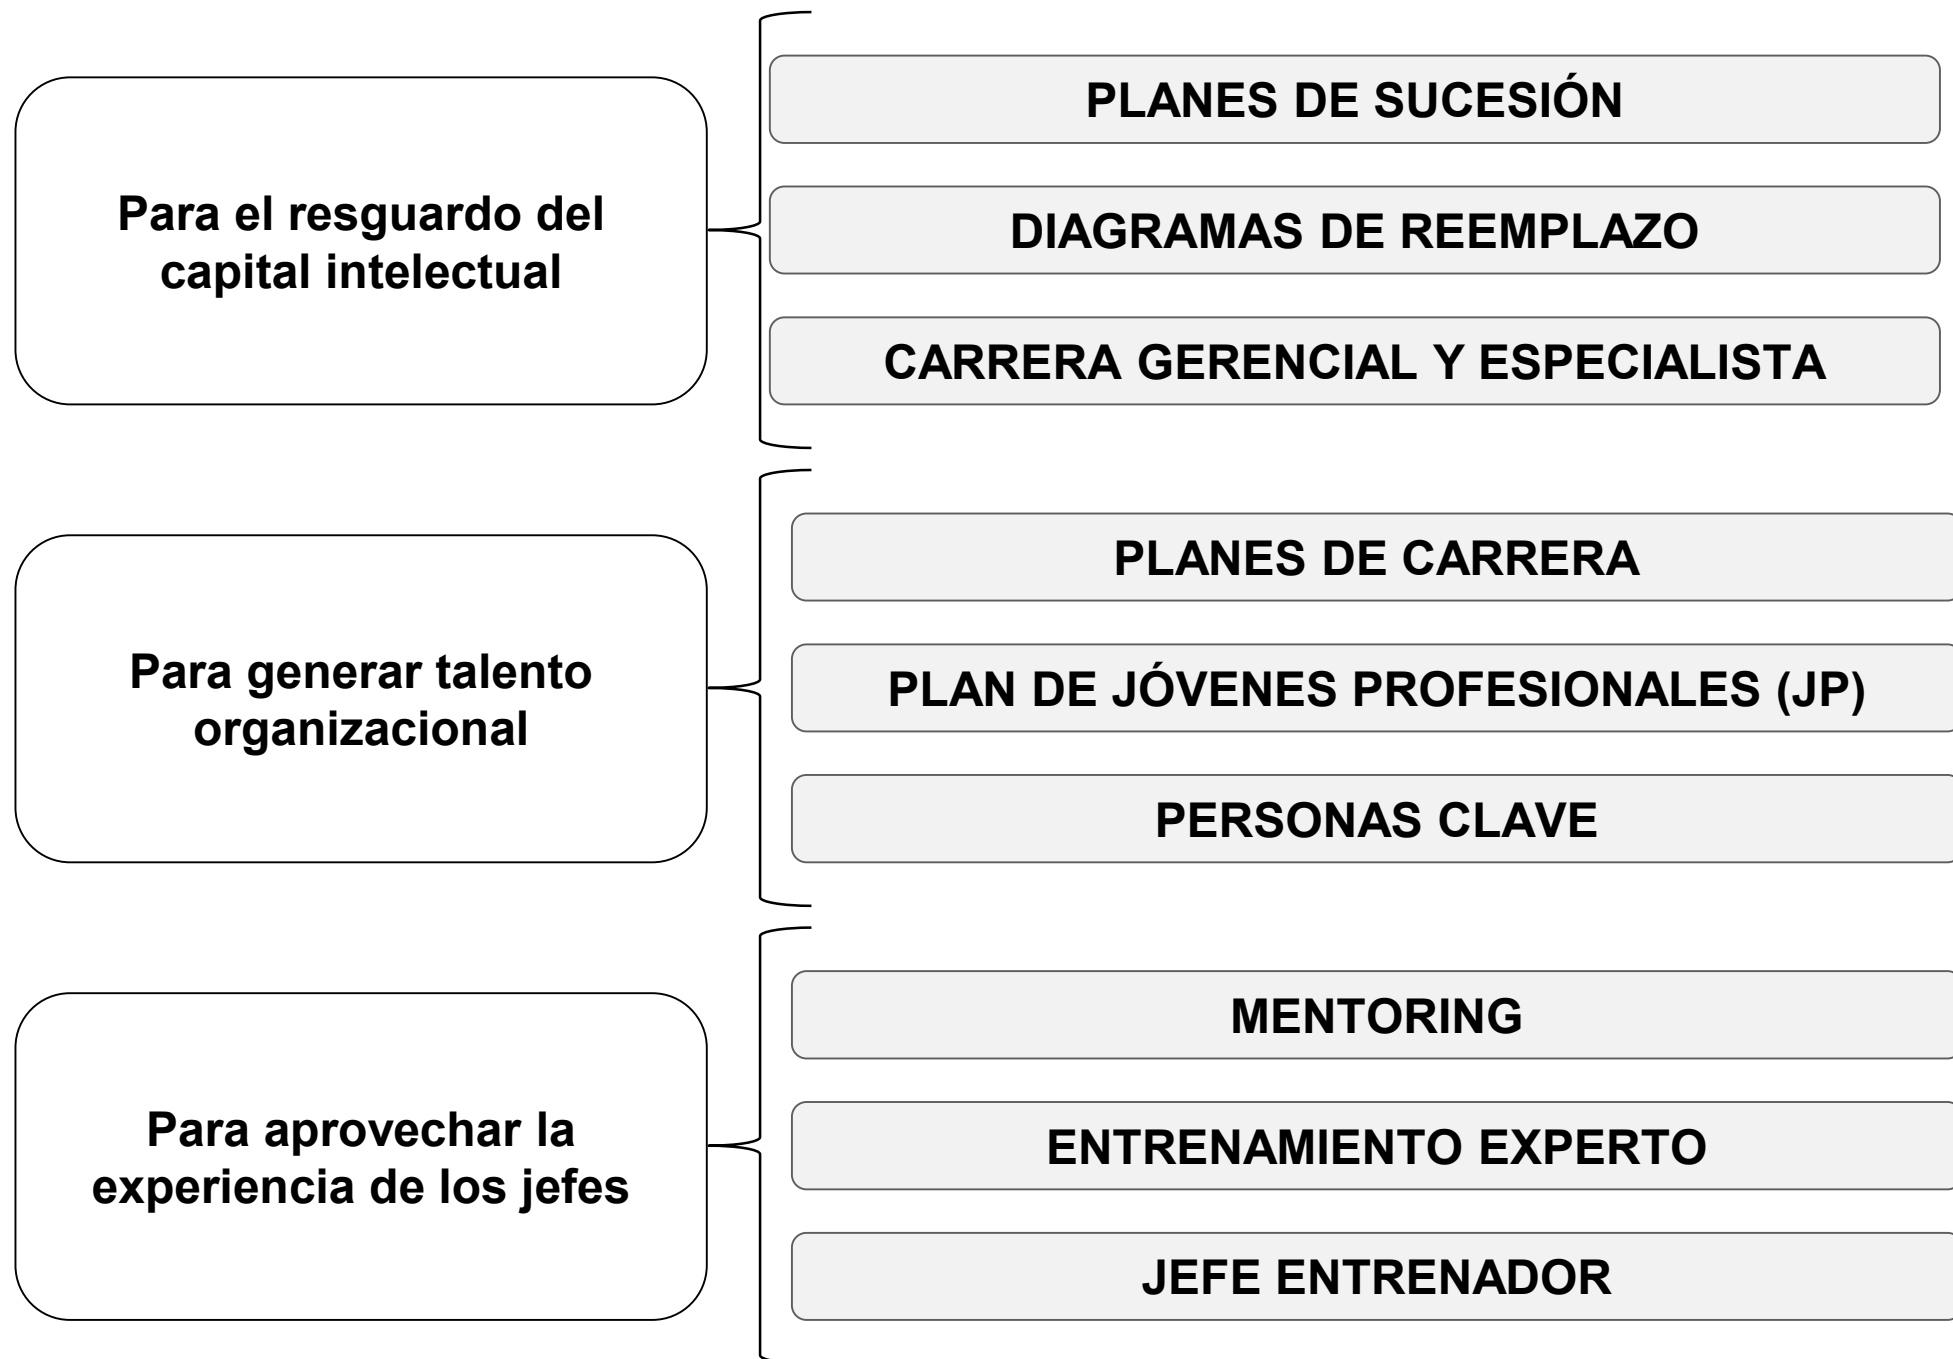 Para el resguardo del
capital intelectual
PLANES DE SUCESIÓN
DIAGRAMAS DE REEMPLAZO
CARRERA GERENCIAL Y ESPECIALISTA
Para generar talento
organizacional
PLANES DE CARRERA
PLAN DE JÓVENES PROFESIONALES (JP)
PERSONAS CLAVE
Para aprovechar la
experiencia de los jefes
MENTORING
ENTRENAMIENTO EXPERTO
JEFE ENTRENADOR